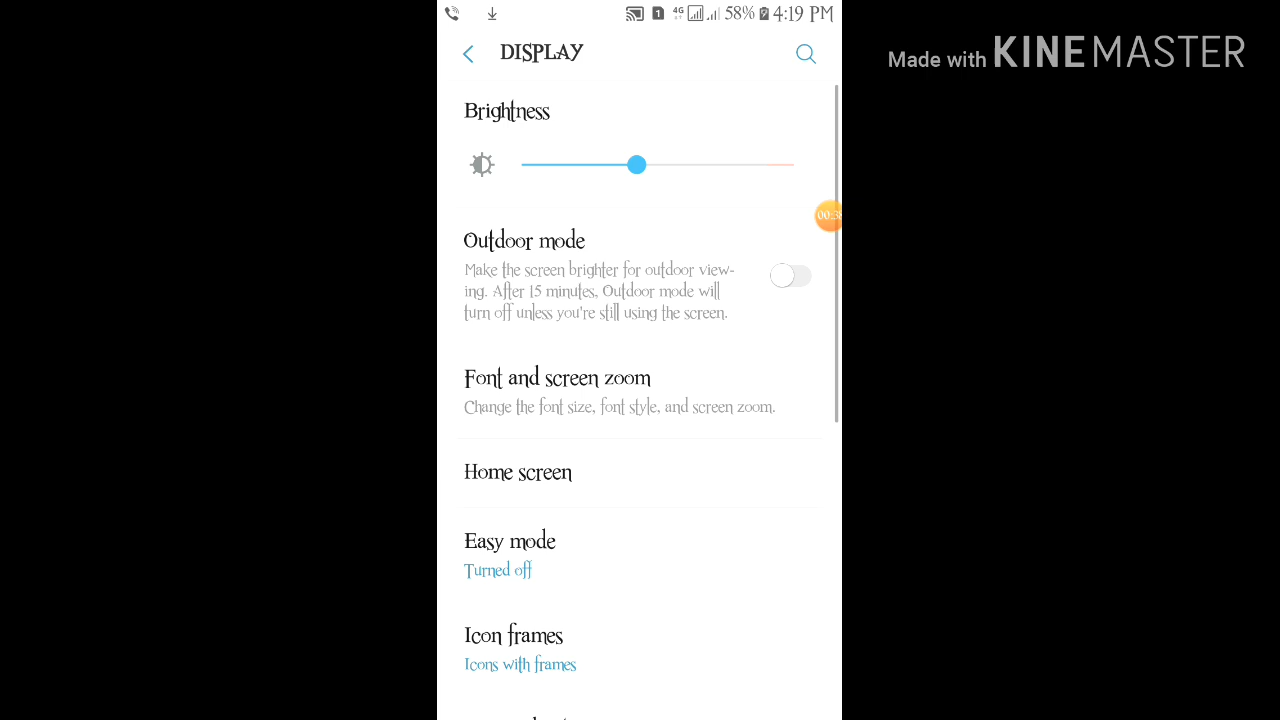 1 4G 58% 4:19 PM
DISPLAY
Made with KINEMASTER
Brightness
Outdoor mode
Make the screen brighter for outdoor view-
ing. After 15 minutes, Outdoor mode will
turn off unless you're still using the screen.
Font and screen zoom
Change the font size, font style, and screen zoom.
Home screen
Easy mode
Turned off
Icon frames
Icons with frames